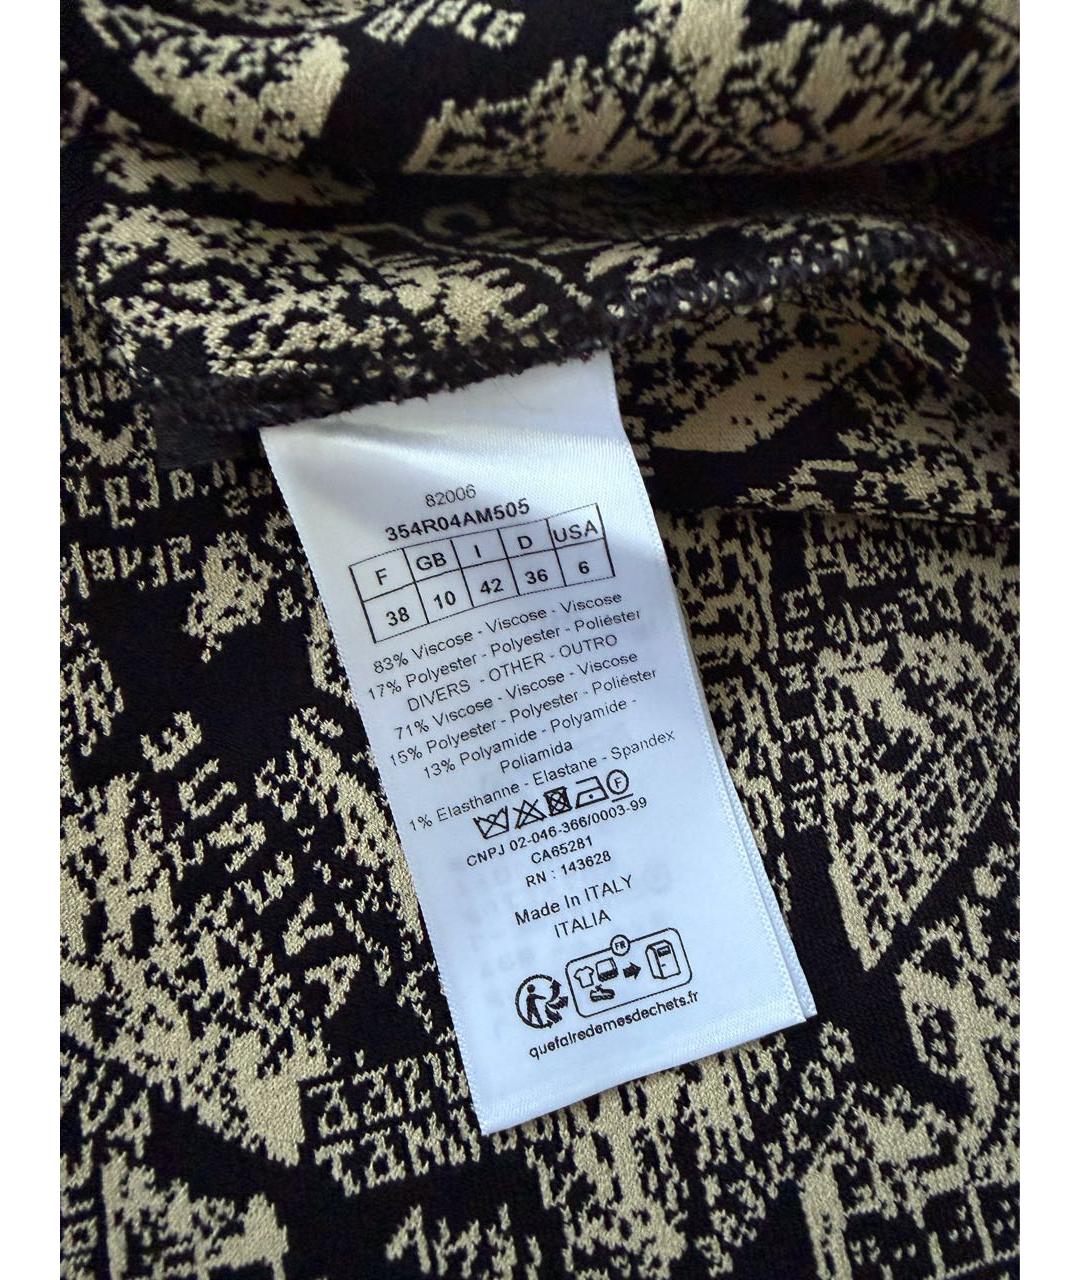 82006
354R04AM505
F GB I D USA
38 10 42 36 6
83% Viscose - Viscose - Viscose
17% Polyester - Polyester - Poliéster
DIVERS - OTHER - OUTRO
71% Viscose - Viscose - Viscose
15% Polyester - Polyester - Poliéster
13% Polyamide - Polyamide -
Poliamida
1% Elasthanne - Elastane - Spandex
F
CNPJ 02-046-366/0003-99
CA65281
RN : 143628
Made In ITALY
ITALIA
FR
quefairedemesdechets.fr